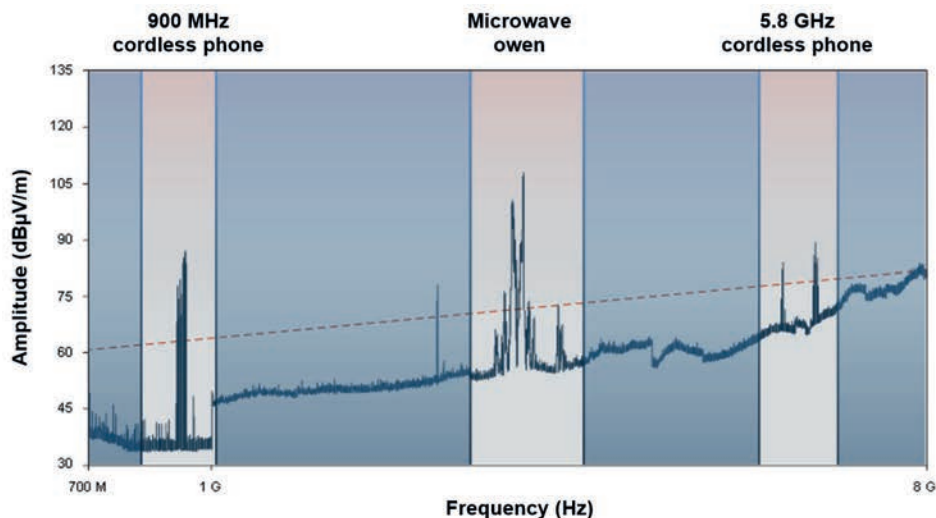 900 MHz
cordless phone
Microwave
owen
5.8 GHz
cordless phone
135
120
105
90
75
60
45
30
Amplitude (dBµV/m)
700 M
1 G
8 G
Frequency (Hz)